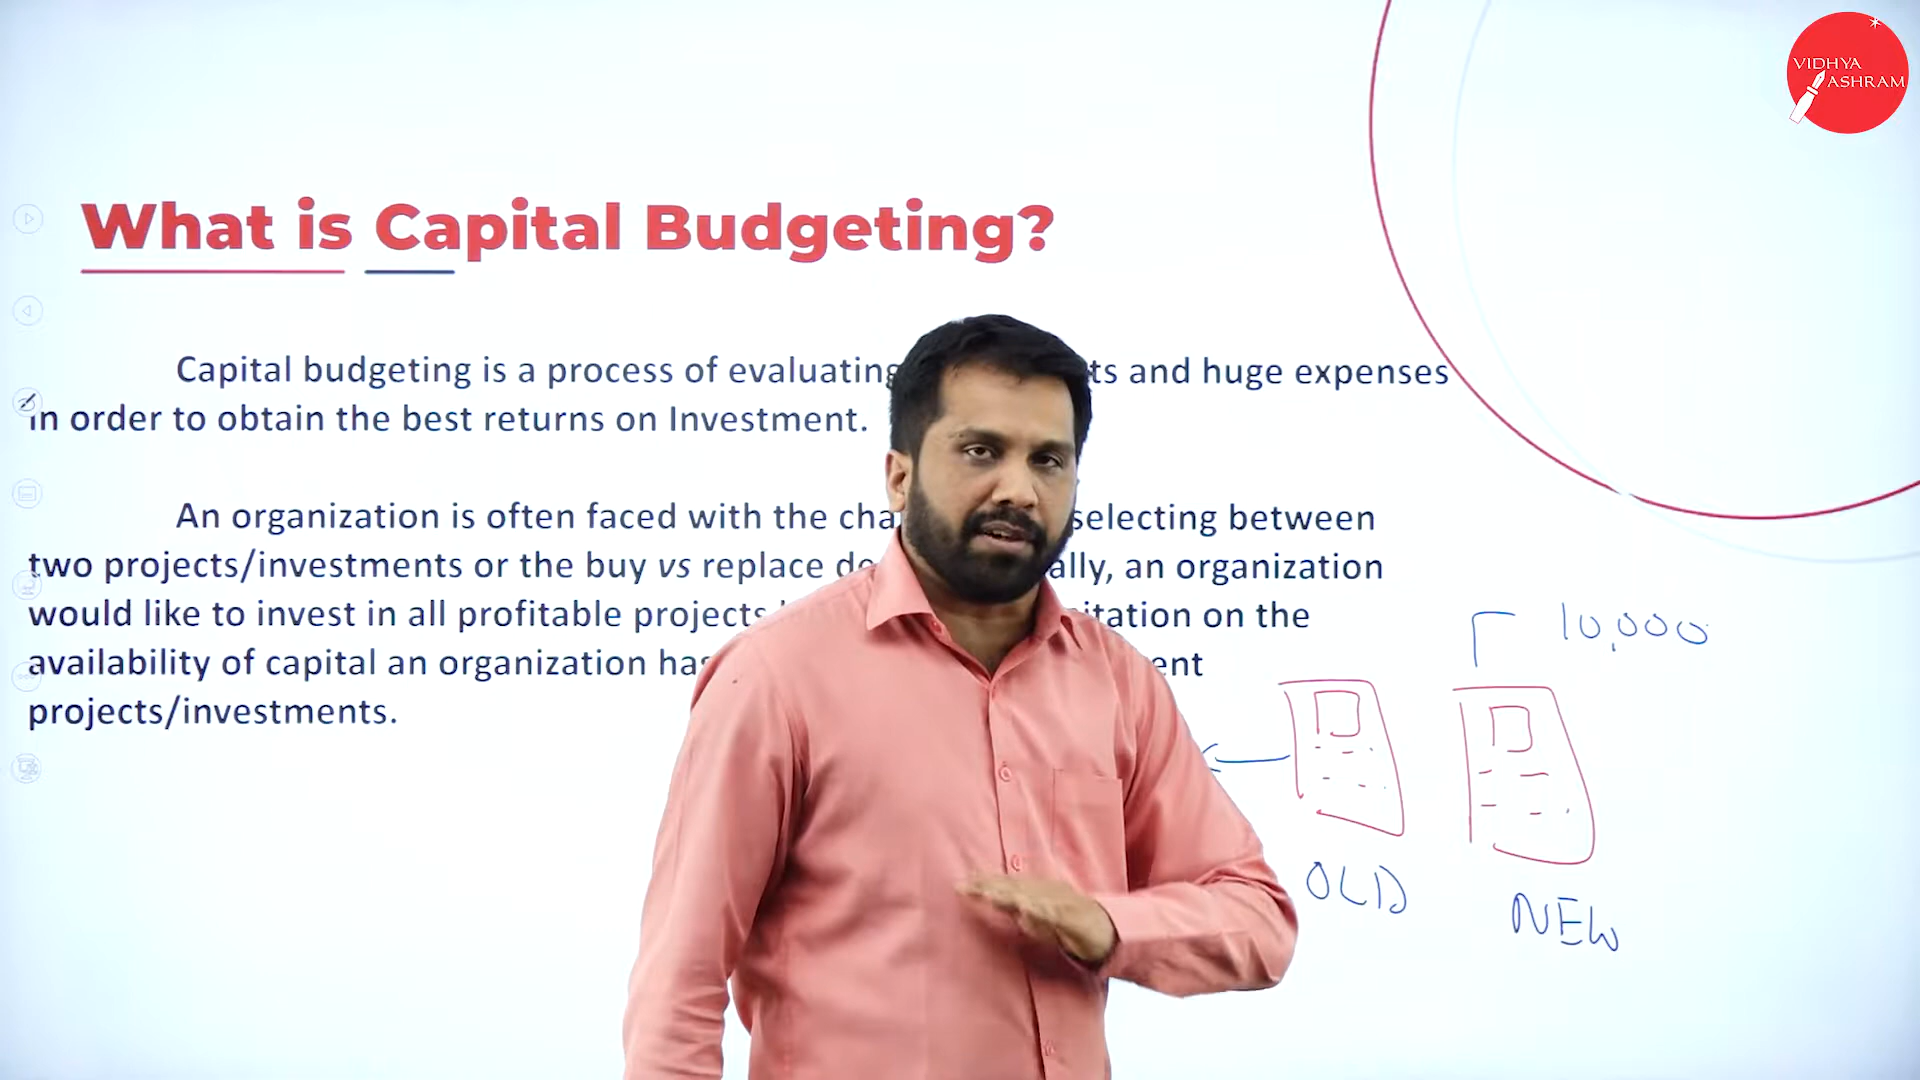 VIDHYA
ASHRAM
What is Capital Budgeting?
Capital budgeting is a process of evaluating ts and huge expenses
in order to obtain the best returns on Investment.
An organization is often faced with the cha selecting between
two projects/investments or the buy vs replace de ally, an organization
would like to invest in all profitable projects itation on the
availability of capital an organization has ent
projects/investments.
10,000
OLD
NEW